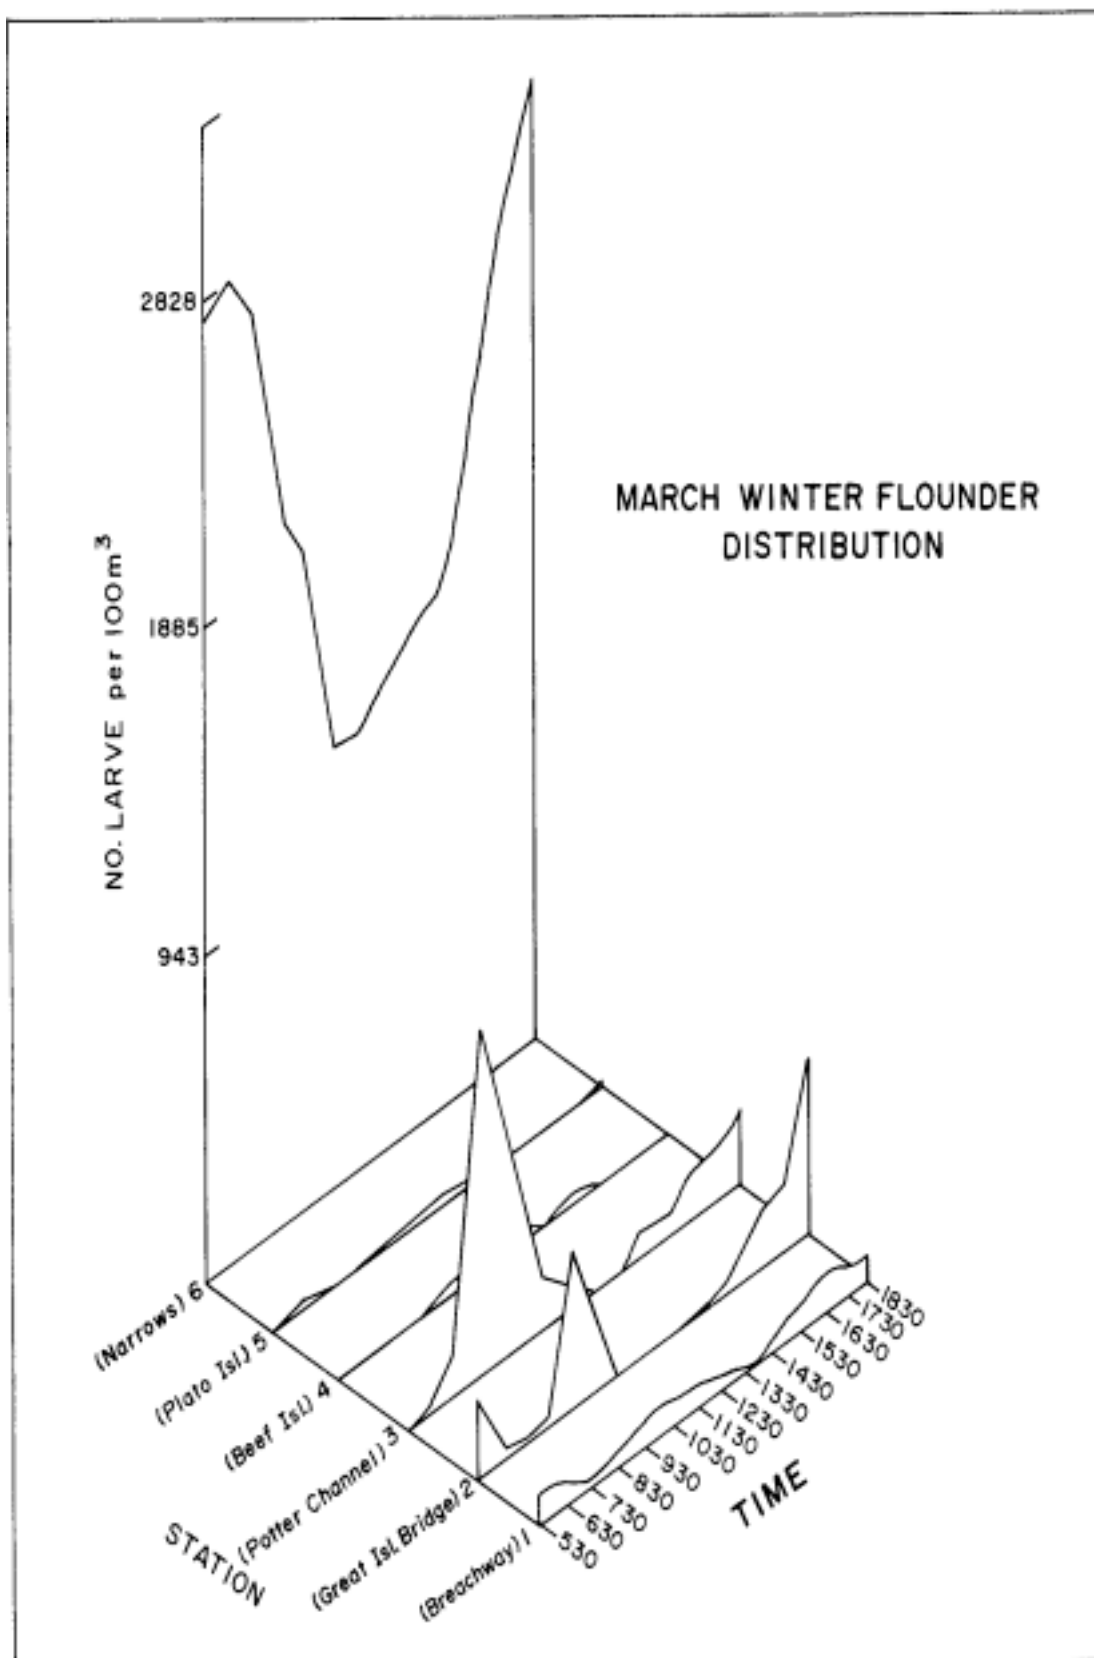 2828
MARCH WINTER FLOUNDER
DISTRIBUTION
1885
NO. LARVE per 100m³
943
(Narrows) 6
(Plato Isl.) 5
(Beef Isl.) 4
(Potter Channel) 3
(Great Isl. Bridge) 2
(Breachway) 1
STATION
530
630
730
830
930
1030
1130
1230
1330
1430
1530
1630
1730
1830
TIME